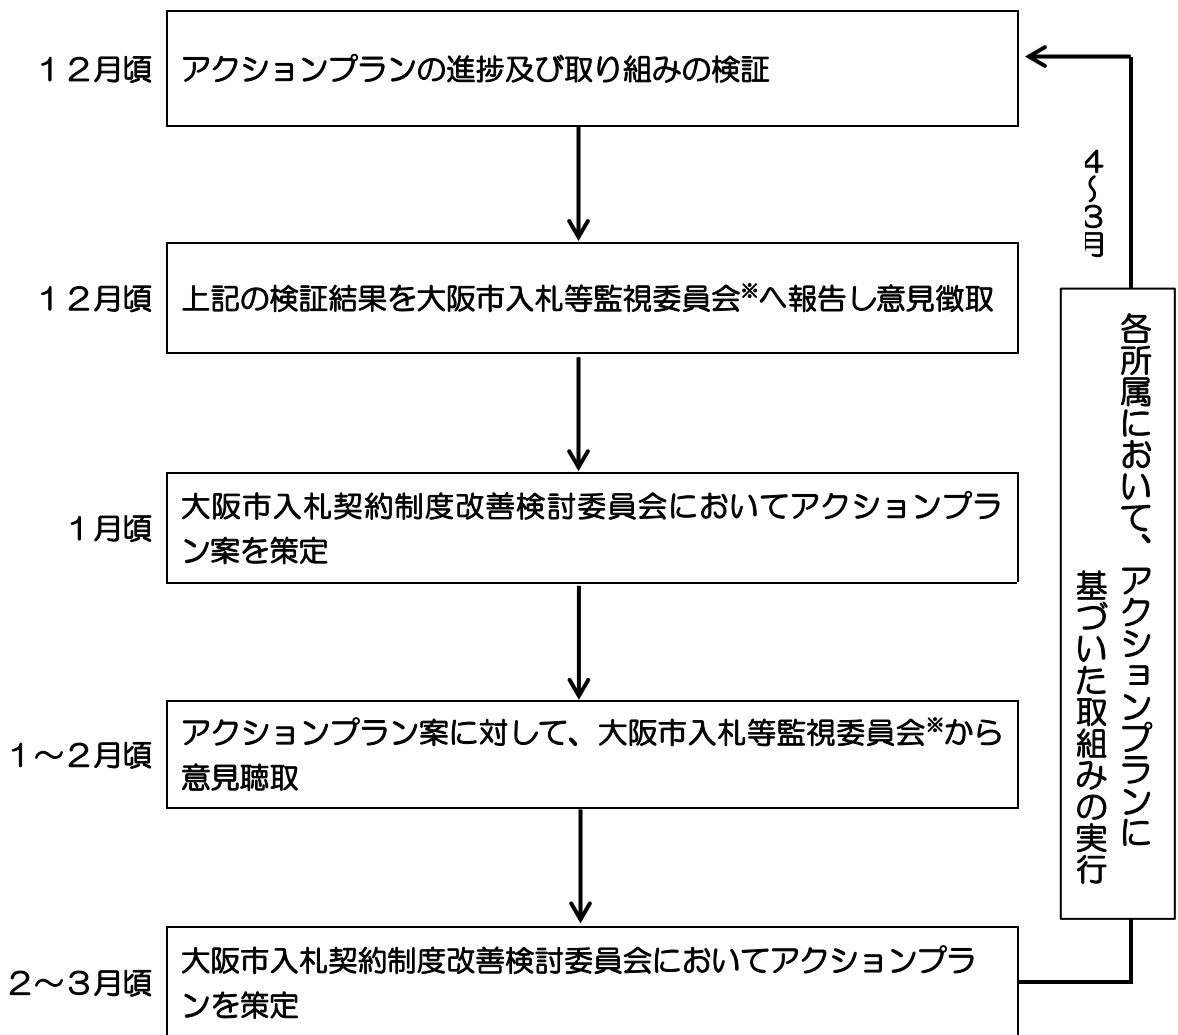 １２月頃
アクションプランの進捗及び取り組みの検証
１２月頃
上記の検証結果を大阪市入札等監視委員会※へ報告し意見徴取
１月頃
大阪市入札契約制度改善検討委員会においてアクションプラ
ン案を策定
１～２月頃
アクションプラン案に対して、大阪市入札等監視委員会※から
意見聴取
２～３月頃
大阪市入札契約制度改善検討委員会においてアクションプラ
ンを策定
４～３月
各所属において、アクションプランに
基づいた取組みの実行